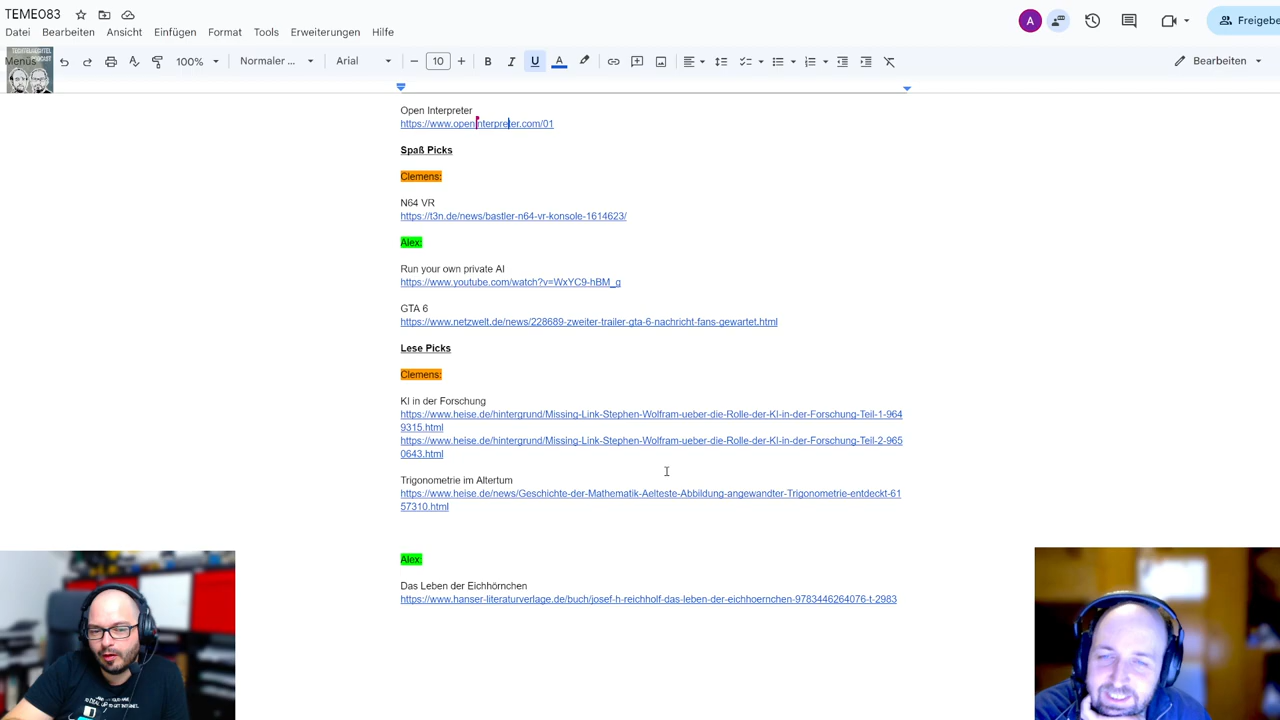 TEME083
Datei Bearbeiten Ansicht Einfügen Format Tools Erweiterungen Hilfe
A
Freigebe
Menüs
100%
Normaler ...
Arial
10
Bearbeiten
Open Interpreter
https://www.openinterpreter.com/01
Spaß Picks
Clemens:
N64 VR
https://t3n.de/news/bastler-n64-vr-konsole-1614623/
Alex:
Run your own private AI
https://www.youtube.com/watch?v=WxYC9-hBM_g
GTA 6
https://www.netzwelt.de/news/228689-zweiter-trailer-gta-6-nachricht-fans-gewartet.html
Lese Picks
Clemens:
KI in der Forschung
https://www.heise.de/hintergrund/Missing-Link-Stephen-Wolfram-ueber-die-Rolle-der-KI-in-der-Forschung-Teil-1-964
9315.html
https://www.heise.de/hintergrund/Missing-Link-Stephen-Wolfram-ueber-die-Rolle-der-KI-in-der-Forschung-Teil-2-965
0643.html
Trigonometrie im Altertum
https://www.heise.de/news/Geschichte-der-Mathematik-Aelteste-Abbildung-angewandter-Trigonometrie-entdeckt-61
57310.html
Alex:
Das Leben der Eichhörnchen
https://www.hanser-literaturverlage.de/buch/josef-h-reichholf-das-leben-der-eichhoernchen-9783446264076-t-2983